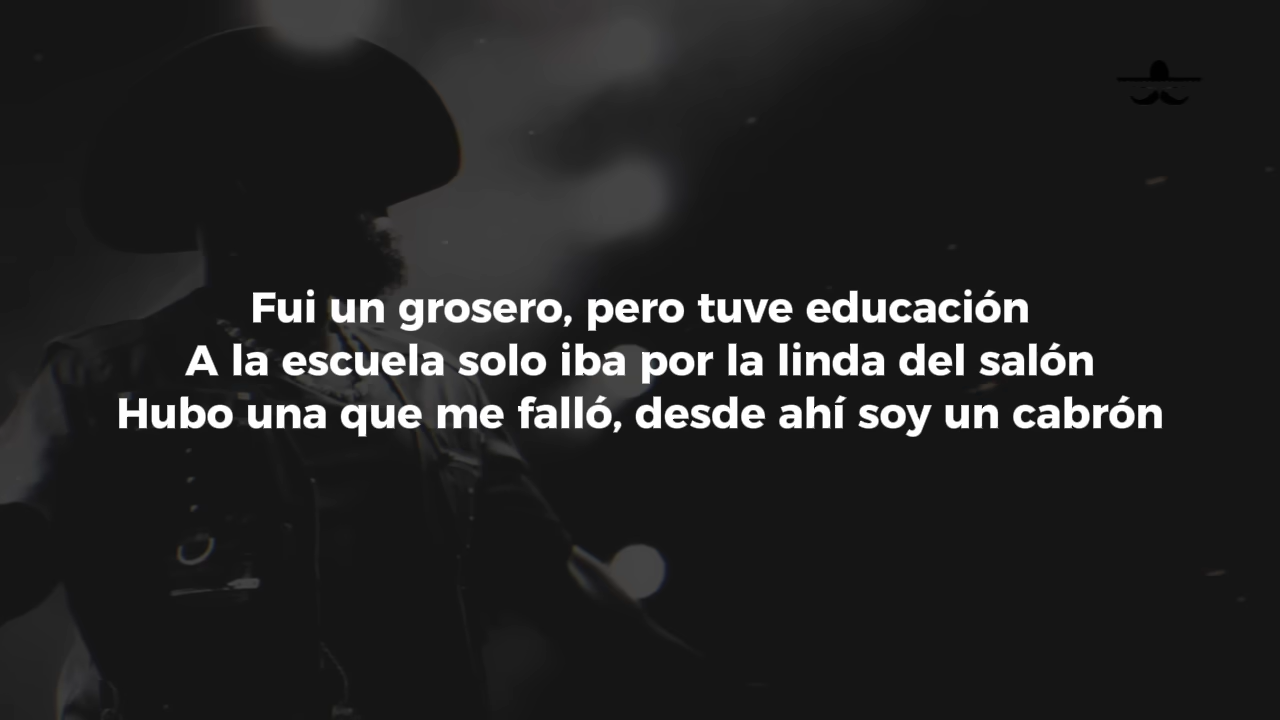 Fui un grosero, pero tuve educación
A la escuela solo iba por la linda del salón
Hubo una que me falló, desde ahí soy un cabrón